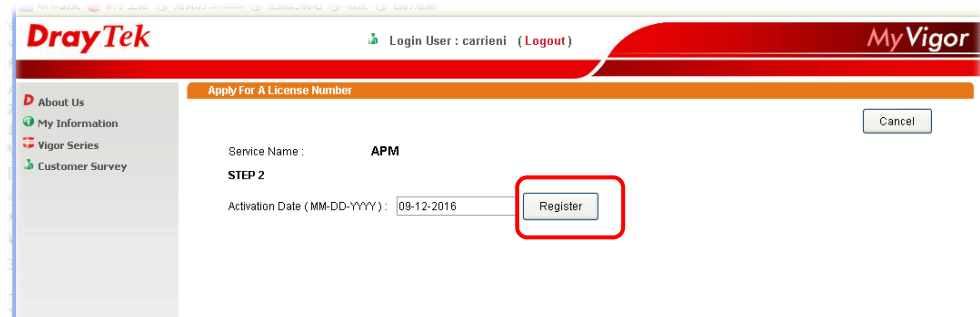 DrayTek
Login User : carrieni ( Logout )
MyVigor
About Us
My Information
Vigor Series
Customer Survey
Apply For A License Number
Cancel
Service Name : APM
STEP 2
Activation Date ( MM-DD-YYYY ) : 09-12-2016 Register